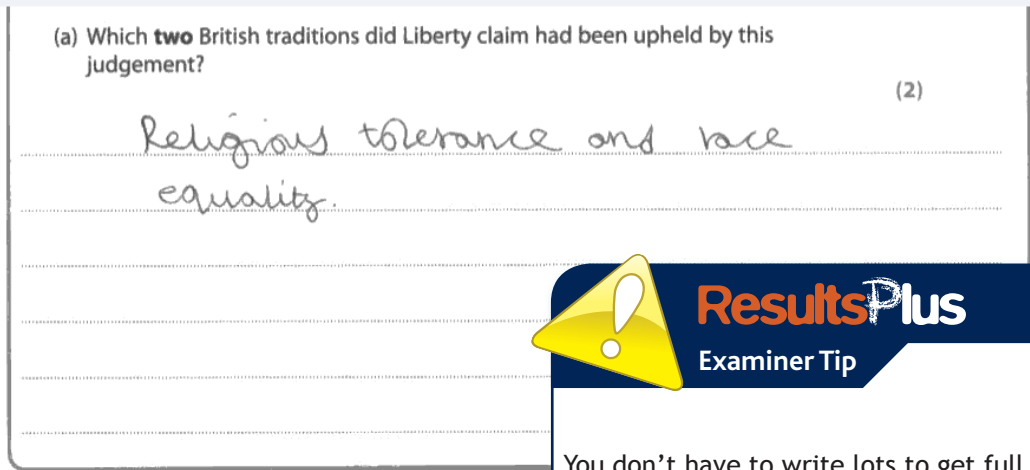 (a) Which two British traditions did Liberty claim had been upheld by this
judgement?
(2)
Religious tolerance and race
equality.
ResultsPlus
Examiner Tip
You don't have to write lots to get full